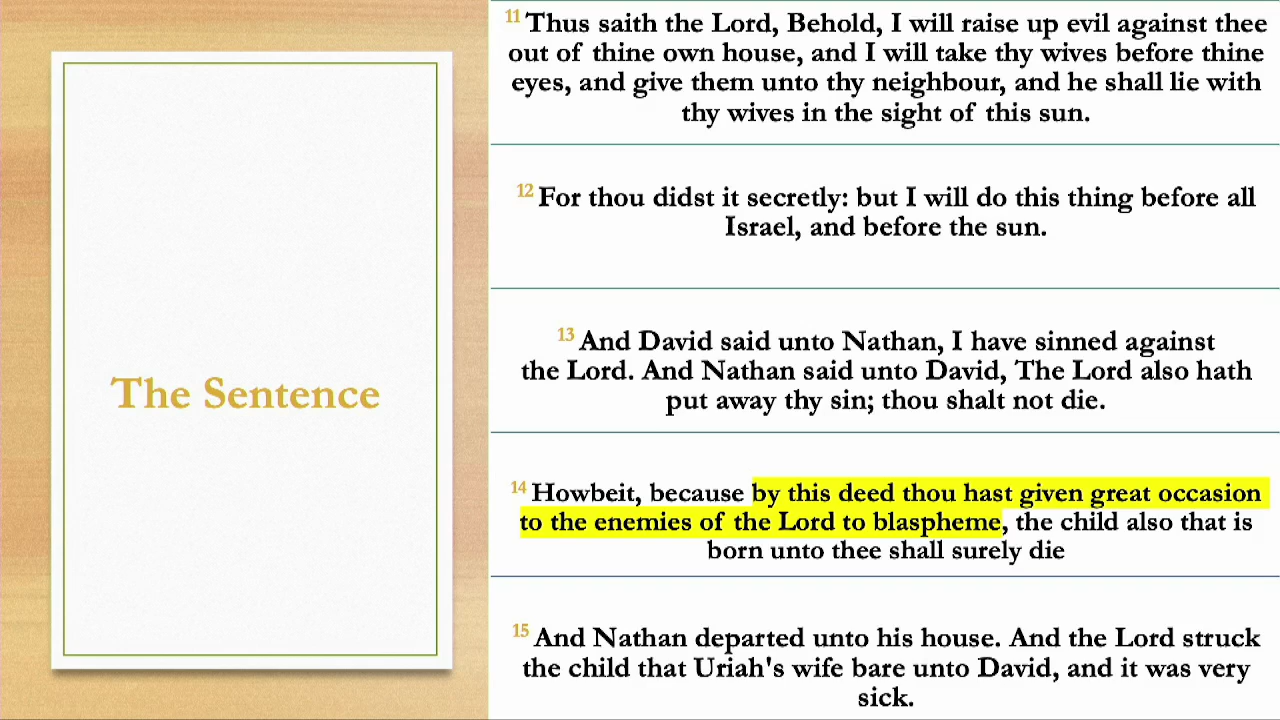 The Sentence
11 Thus saith the Lord, Behold, I will raise up evil against thee
out of thine own house, and I will take thy wives before thine
eyes, and give them unto thy neighbour, and he shall lie with
thy wives in the sight of this sun.
12 For thou didst it secretly: but I will do this thing before all
Israel, and before the sun.
13 And David said unto Nathan, I have sinned against
the Lord. And Nathan said unto David, The Lord also hath
put away thy sin; thou shalt not die.
14 Howbeit, because by this deed thou hast given great occasion
to the enemies of the Lord to blaspheme, the child also that is
born unto thee shall surely die
15 And Nathan departed unto his house. And the Lord struck
the child that Uriah's wife bare unto David, and it was very
sick.